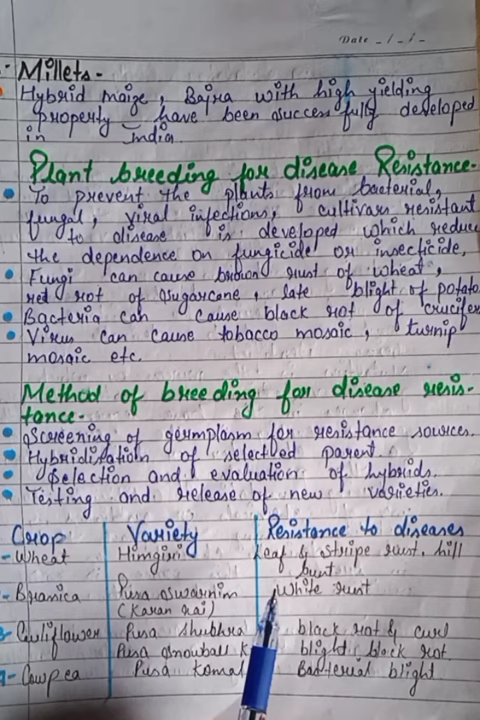 Date _/_/_
Millets-
Hybrid maize, Bajra with high yielding
property have been successfully developed
in India
Plant breeding for disease Resistance-
To prevent the plants from bacterial,
fungal, viral infections, cultivars resistant
to disease is developed which reduce
the dependence on fungicide or insecticide,
Fungi can cause brown rust of wheat,
red rot of sugarcane, late blight of potato.
Bacteria can cause black rot of crucifer
Virus can cause tobacco mosaic, turnip
mosaic etc.
Method of breeding for disease resis-
tance-
Screening of germplasm for resistance sources.
Hybridisation of selected parent.
Selection and evaluation of hybrids.
Testing and release of new varieties.
Crop Variety Resistance to diseases
-Wheat Himgiri Leaf & stripe rust, hill
bunt
Pusa swarnim White rust
(Karan rai)
Cauliflower Pusa Shubhra black rot & curl
Pusa snowball K blight black rot
-Cowpea Pusa Komal Bacterial blight